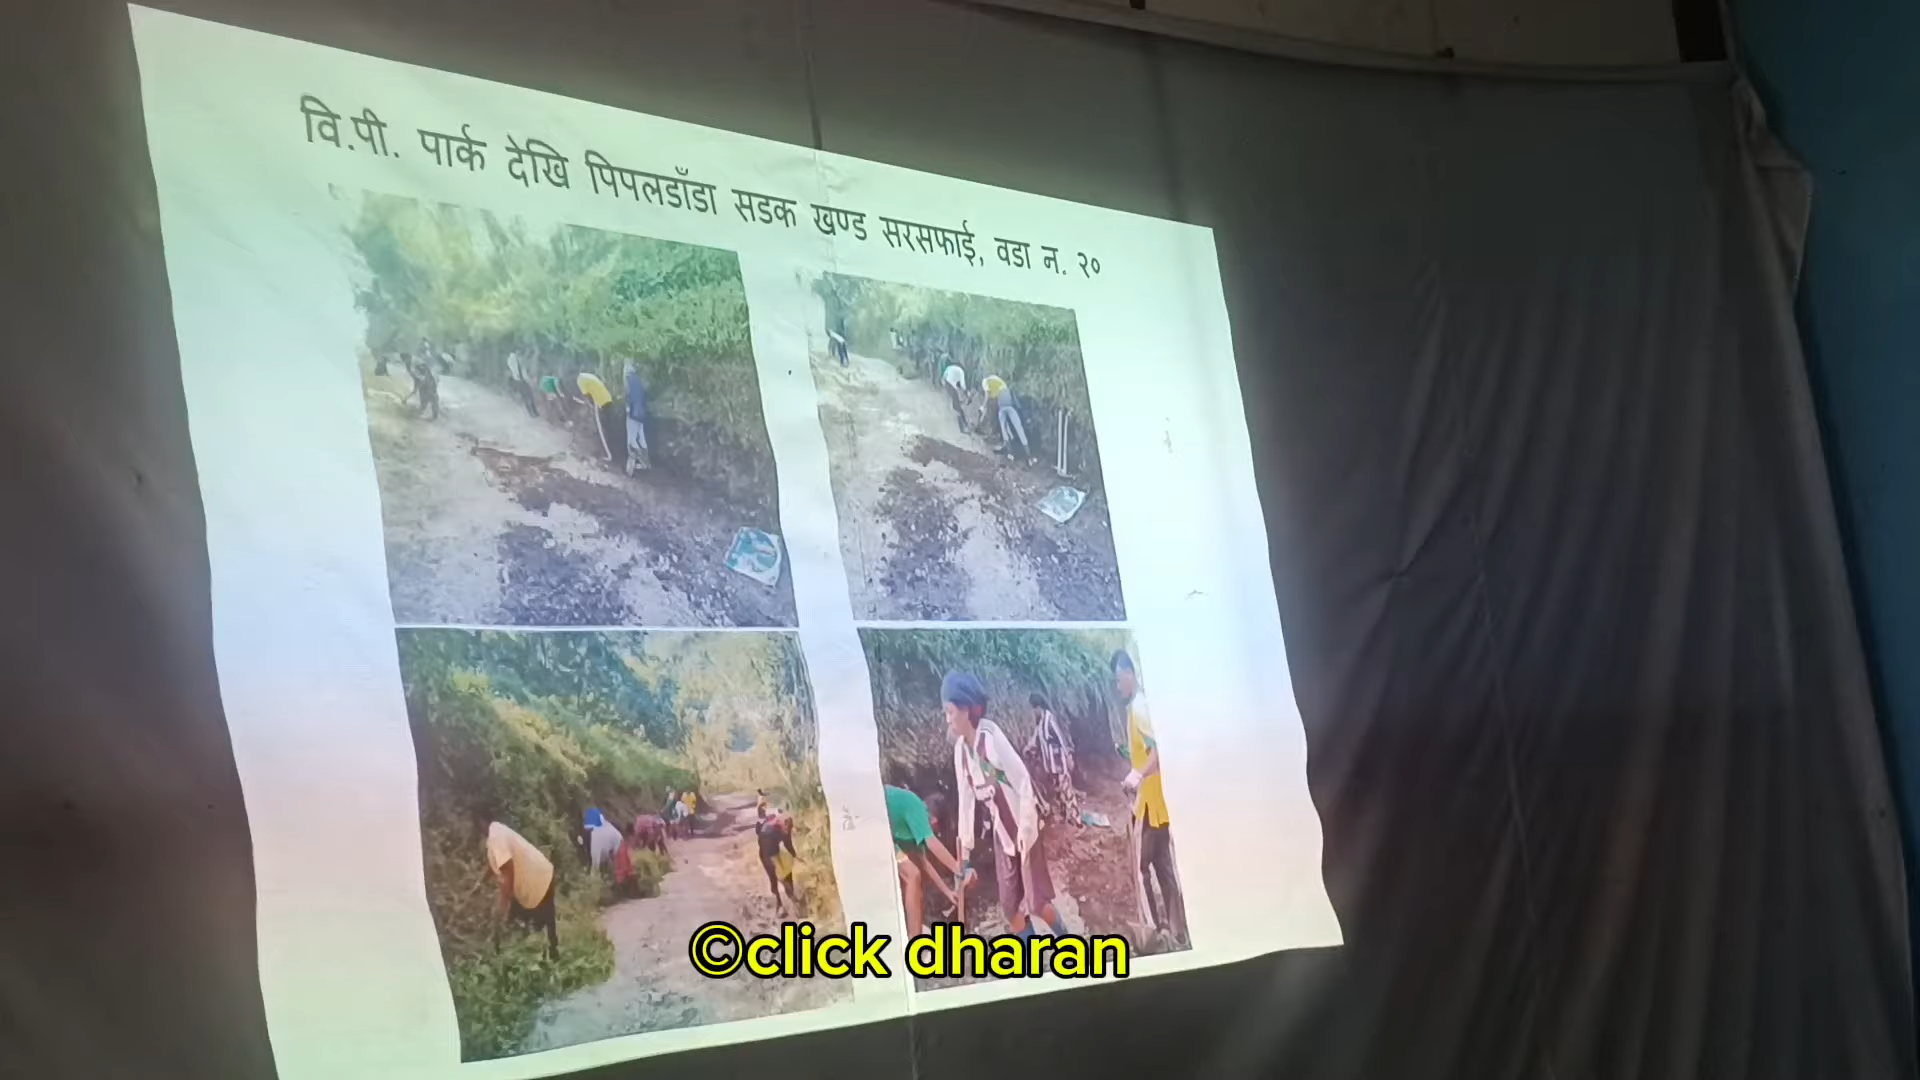 वि.पी. पार्क देखि पिपलडाँडा सडक खण्ड सरसफाई, वडा न. २०
©click dharan